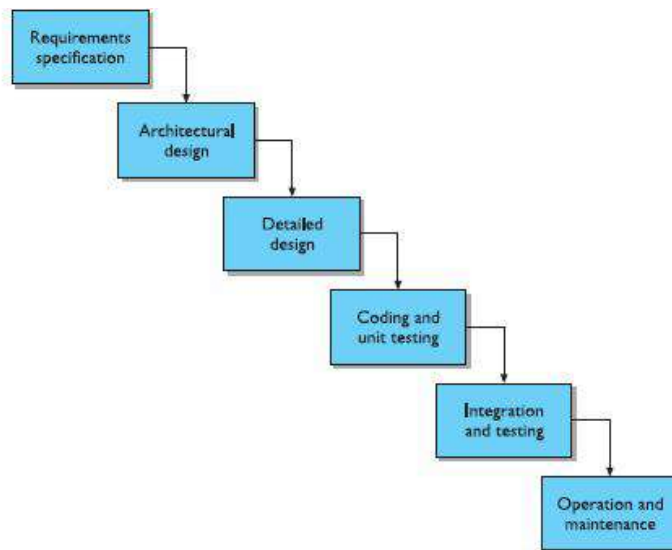 Requirements
specification
Architectural
design
Detailed
design
Coding and
unit testing
Integration
and testing
Operation and
maintenance